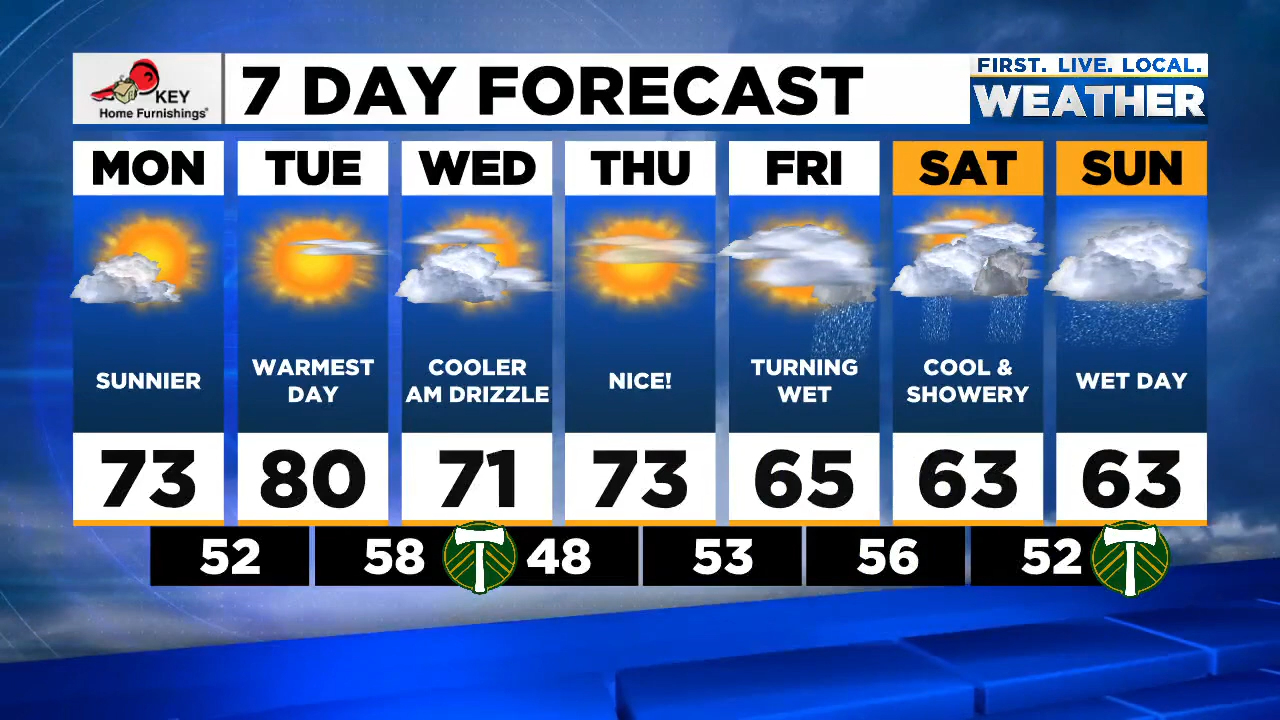 KEY
Home Furnishings®
7 DAY FORECAST
FIRST. LIVE. LOCAL.
WEATHER
MON
TUE
WED
THU
FRI
SAT
SUN
SUNNIER
WARMEST
DAY
COOLER
AM DRIZZLE
NICE!
TURNING
WET
COOL &
SHOWERY
WET DAY
73
80
71
73
65
63
63
52
58
48
53
56
52